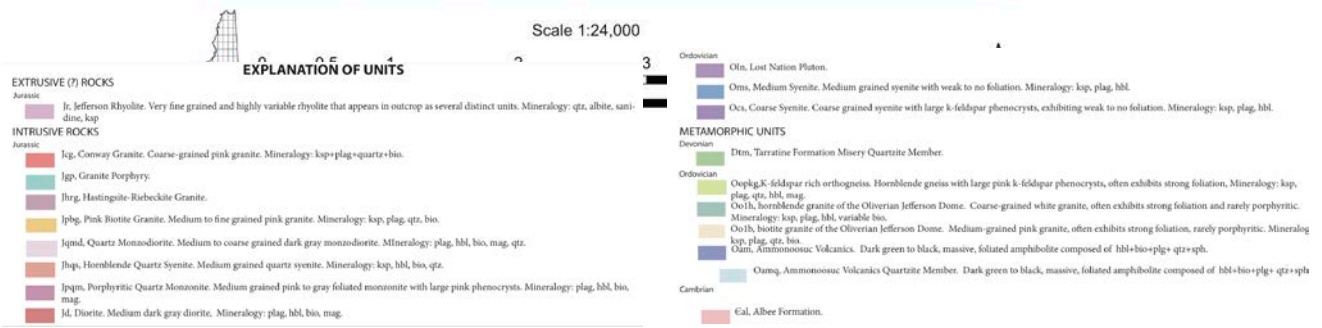 Scale 1:24,000
0 0.5 1 2 3
EXPLANATION OF UNITS
EXTRUSIVE (?) ROCKS
Jurassic
Jr, Jefferson Rhyolite. Very fine grained and highly variable rhyolite that appears in outcrop as several distinct units. Mineralogy: qtz, albite, sani-
dine, ksp
INTRUSIVE ROCKS
Jurassic
Jcg, Conway Granite. Coarse-grained pink granite. Mineralogy: ksp+plag+quartz+bio.
Jgp, Granite Porphyry.
Jhrg, Hastingsite-Riebeckite Granite.
Jpbg, Pink Biotite Granite. Medium to fine grained pink granite. Mineralogy: ksp, plag, qtz, bio.
Jqmd, Quartz Monzodiorite. Medium to coarse grained dark gray monzodiorite. MIneralogy: plag, hbl, bio, mag, qtz.
Jhqs, Hornblende Quartz Syenite. Medium grained quartz syenite. Mineralogy: ksp, hbl, bio, qtz.
Jpqm, Porphyritic Quartz Monzonite. Medium grained pink to gray foliated monzonite with large pink phenocrysts. Mineralogy: plag, hbl, bio,
mag.
Jd, Diorite. Medium dark gray diorite, Mineralogy: plag, hbl, bio, mag.
Ordovician
Oln, Lost Nation Pluton.
Oms, Medium Syenite. Medium grained syenite with weak to no foliation. Mineralogy: ksp, plag, hbl.
Ocs, Coarse Syenite. Coarse grained syenite with large k-feldspar phenocrysts, exhibiting weak to no foliation. Mineralogy: ksp, plag, hbl.
METAMORPHIC UNITS
Devonian
Dtm, Tarratine Formation Misery Quartzite Member.
Ordovician
Oopkg,K-feldspar rich orthogneiss. Hornblende gneiss with large pink k-feldspar phenocrysts, often exhibits strong foliation, Mineralogy: ksp,
plag, qtz, hbl, mag.
Oo1h, hornblende granite of the Oliverian Jefferson Dome. Coarse-grained white granite, often exhibits strong foliation and rarely porphyritic.
Mineralogy: ksp, plag, hbl, variable bio.
Oo1b, biotite granite of the Oliverian Jefferson Dome. Medium-grained pink granite, often exhibits strong foliation, rarely porphyritic. Mineralog
ksp, plag, qtz, bio.
Oam, Ammonoosuc Volcanics. Dark green to black, massive, foliated amphibolite composed of hbl+bio+plg+ qtz+sph.
Oamq, Ammonoosuc Volcanics Quartzite Member. Dark green to black, massive, foliated amphibolite composed of hbl+bio+plg+ qtz+sph
Cambrian
Єal, Albee Formation.